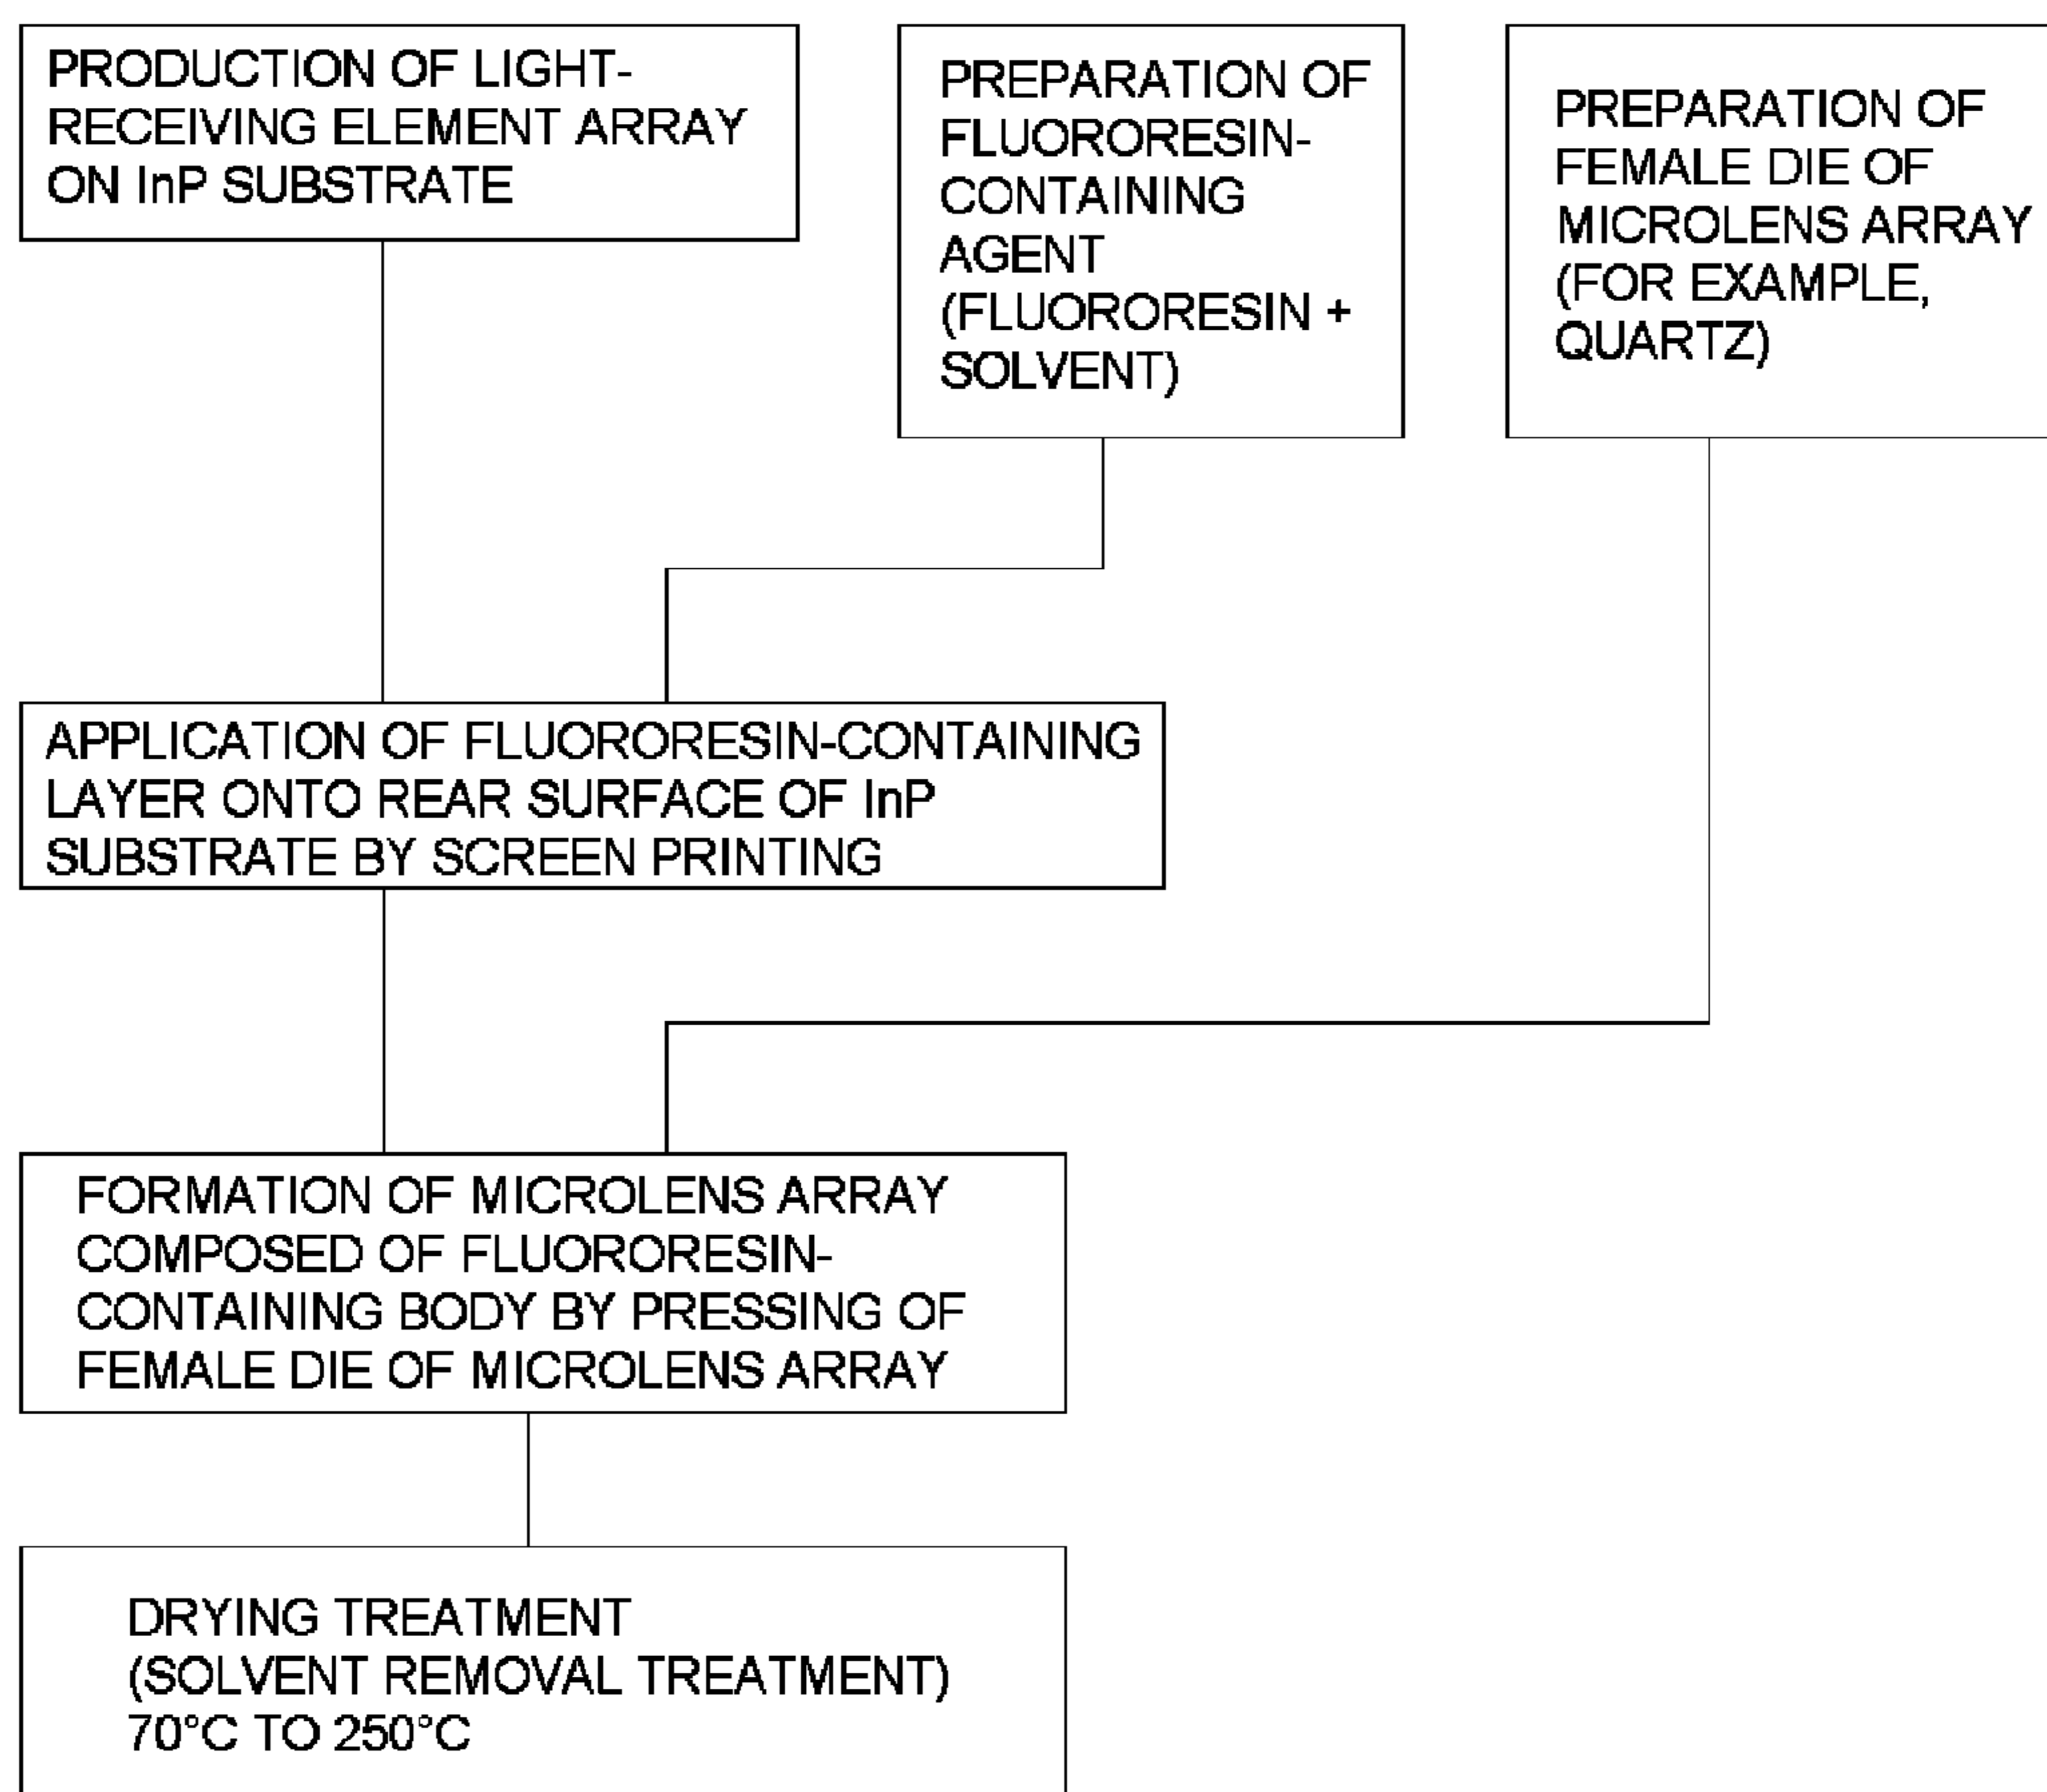 PRODUCTION OF LIGHT-
RECEIVING ELEMENT ARRAY
ON InP SUBSTRATE
PREPARATION OF
FLUORORESIN-
CONTAINING
AGENT
(FLUORORESIN +
SOLVENT)
PREPARATION OF
FEMALE DIE OF
MICROLENS ARRAY
(FOR EXAMPLE,
QUARTZ)
APPLICATION OF FLUORORESIN-CONTAINING
LAYER ONTO REAR SURFACE OF InP
SUBSTRATE BY SCREEN PRINTING
FORMATION OF MICROLENS ARRAY
COMPOSED OF FLUORORESIN-
CONTAINING BODY BY PRESSING OF
FEMALE DIE OF MICROLENS ARRAY
DRYING TREATMENT
(SOLVENT REMOVAL TREATMENT)
70°C TO 250°C